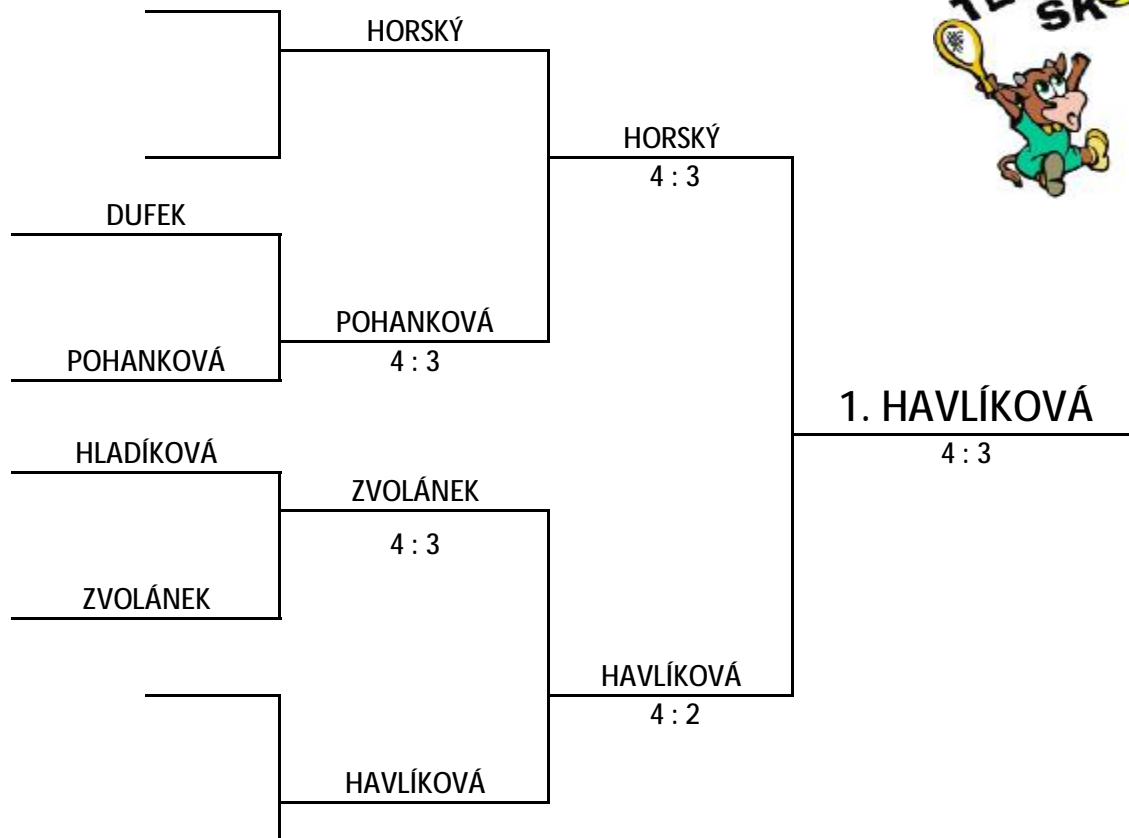 HORSKÝ
HORSKÝ
4 : 3
DUFEK
POHANKOVÁ
4 : 3
POHANKOVÁ
1. HAVLÍKOVÁ
4 : 3
HLADÍKOVÁ
ZVOLÁNEK
4 : 3
ZVOLÁNEK
HAVLÍKOVÁ
4 : 2
HAVLÍKOVÁ